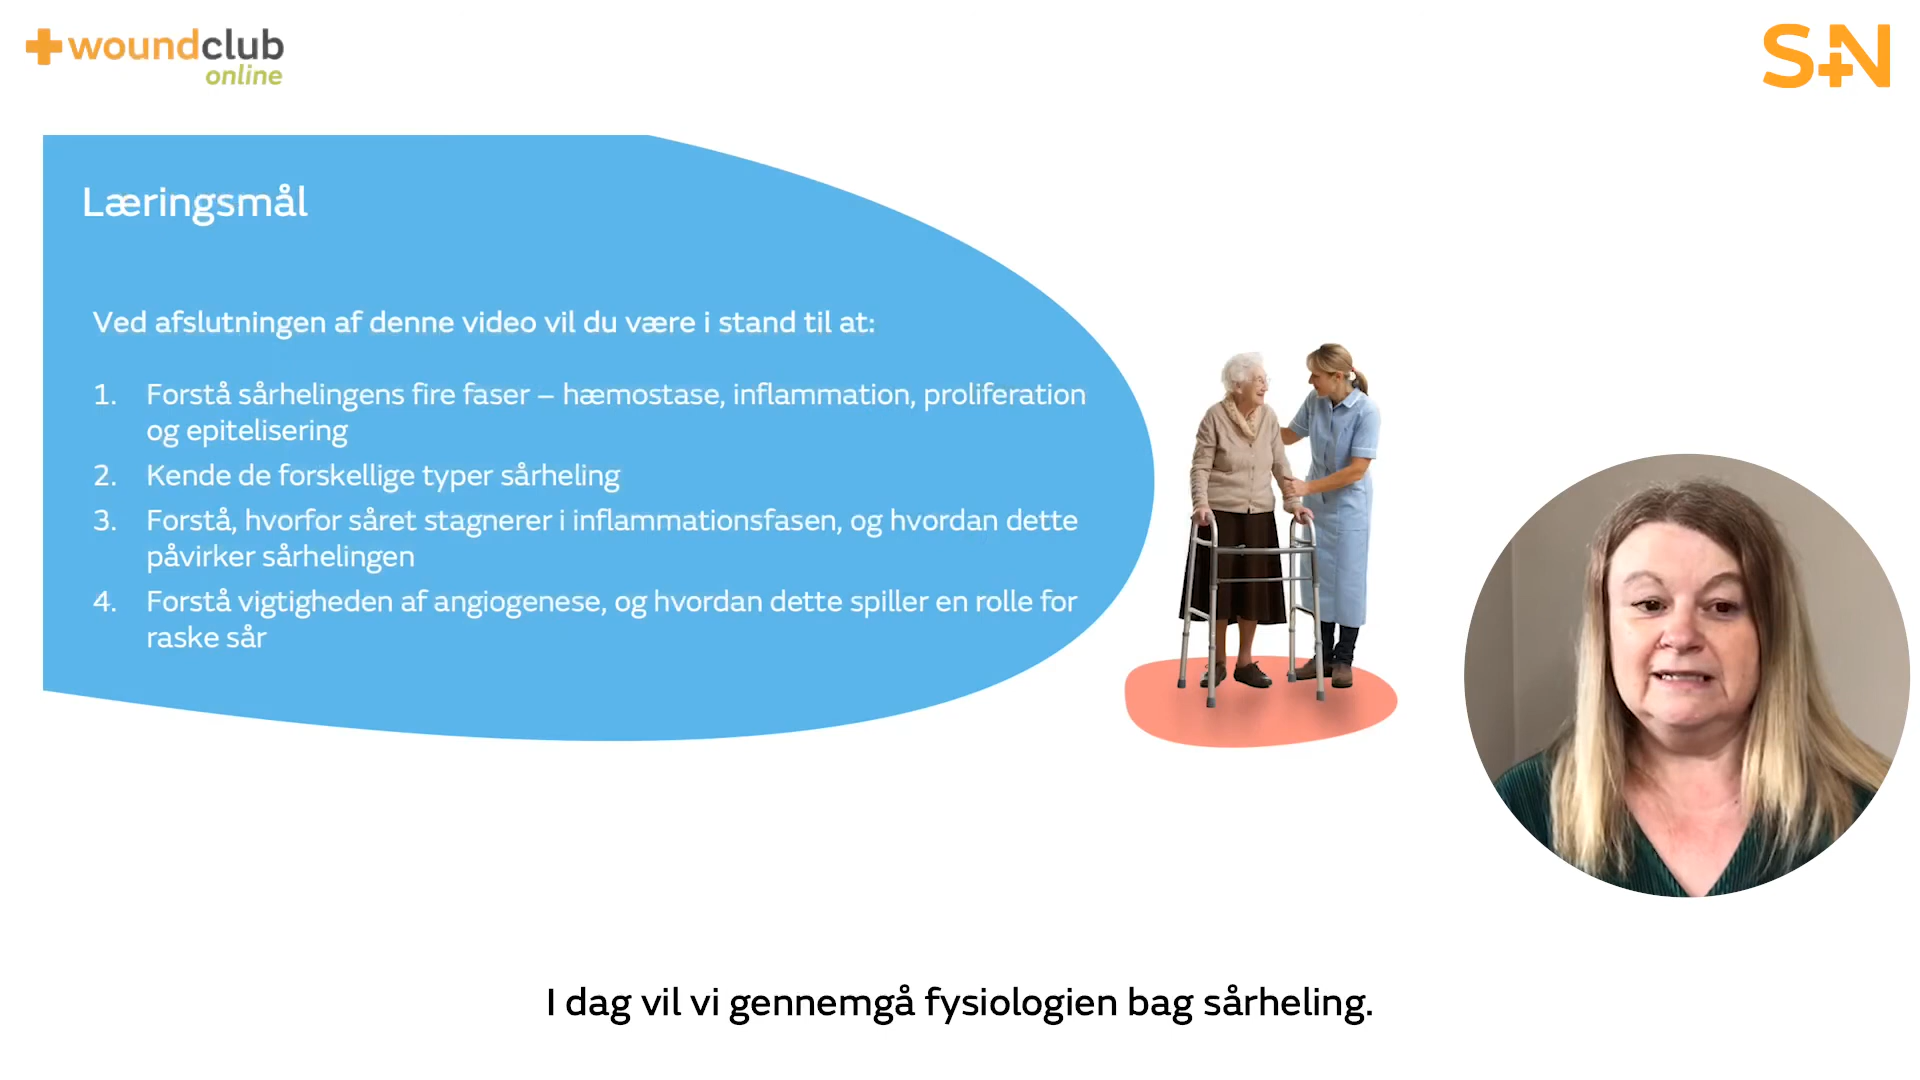 woundclub
online
S+N
Læringsmål
Ved afslutningen af denne video vil du være i stand til at:
1. Forstå sårhelingens fire faser – hæmostase, inflammation, proliferation
og epitelisering
2. Kende de forskellige typer sårheling
3. Forstå, hvorfor såret stagnerer i inflammationsfasen, og hvordan dette
påvirker sårhelingen
4. Forstå vigtigheden af angiogenese, og hvordan dette spiller en rolle for
raske sår
I dag vil vi gennemgå fysiologien bag sårheling.